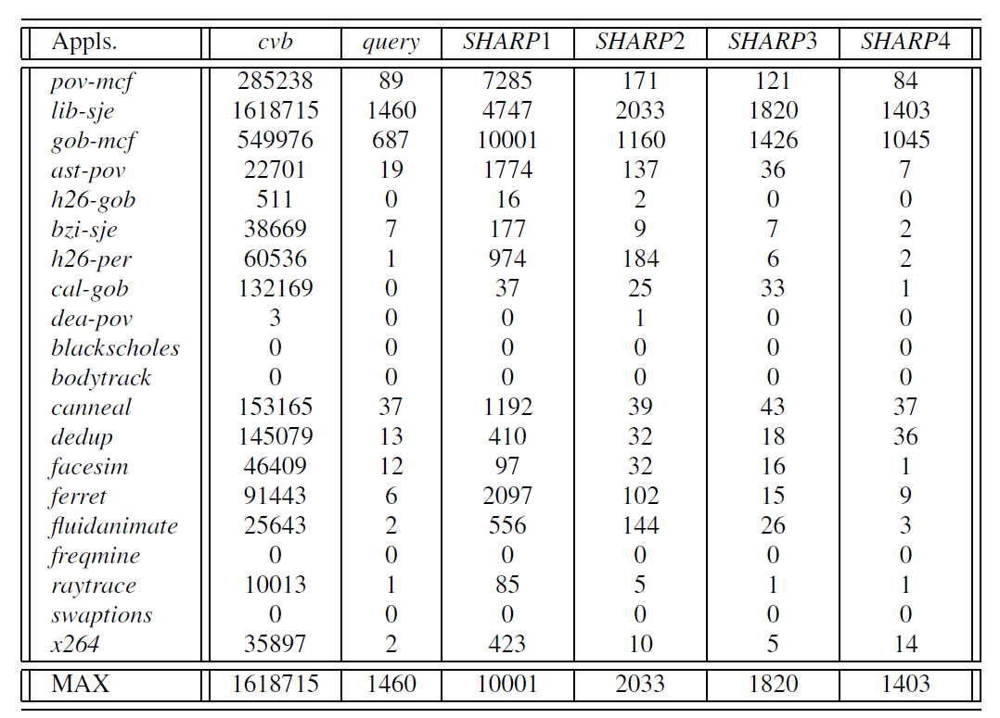 Appls. cvb query SHARP1 SHARP2 SHARP3 SHARP4
pov-mcf 285238 89 7285 171 121 84
lib-sje 1618715 1460 4747 2033 1820 1403
gob-mcf 549976 687 10001 1160 1426 1045
ast-pov 22701 19 1774 137 36 7
h26-gob 511 0 16 2 0 0
bzi-sje 38669 7 177 9 7 2
h26-per 60536 1 974 184 6 2
cal-gob 132169 0 37 25 33 1
dea-pov 3 0 0 1 0 0
blackscholes 0 0 0 0 0 0
bodytrack 0 0 0 0 0 0
canneal 153165 37 1192 39 43 37
dedup 145079 13 410 32 18 36
facesim 46409 12 97 32 16 1
ferret 91443 6 2097 102 15 9
fluidanimate 25643 2 556 144 26 3
freqmine 0 0 0 0 0 0
raytrace 10013 1 85 5 1 1
swaptions 0 0 0 0 0 0
x264 35897 2 423 10 5 14
MAX 1618715 1460 10001 2033 1820 1403